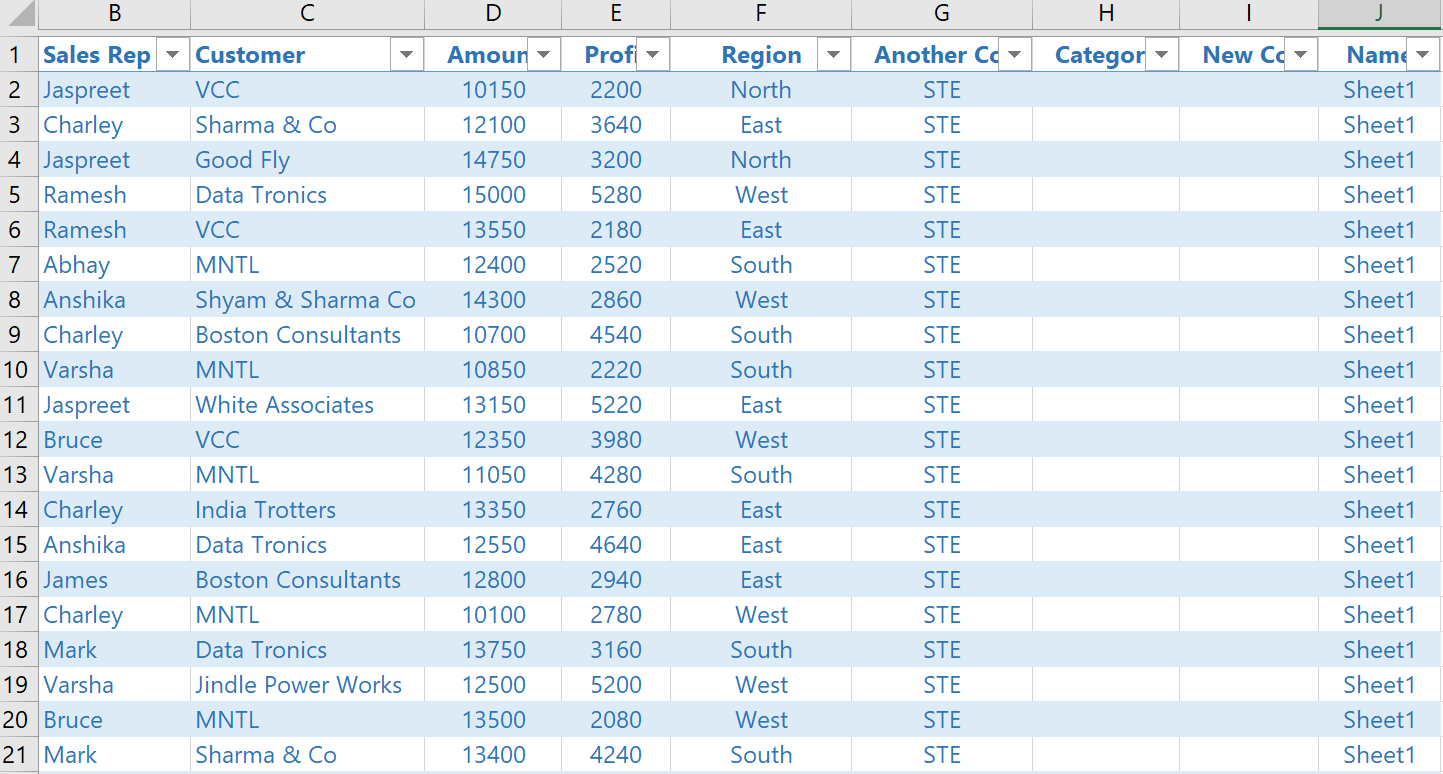 B C D E F G H I J
1 Sales Rep Customer Amoun Profi Region Another Co Categor New Co Name
2 Jaspreet VCC 10150 2200 North STE Sheet1
3 Charley Sharma & Co 12100 3640 East STE Sheet1
4 Jaspreet Good Fly 14750 3200 North STE Sheet1
5 Ramesh Data Tronics 15000 5280 West STE Sheet1
6 Ramesh VCC 13550 2180 East STE Sheet1
7 Abhay MNTL 12400 2520 South STE Sheet1
8 Anshika Shyam & Sharma Co 14300 2860 West STE Sheet1
9 Charley Boston Consultants 10700 4540 South STE Sheet1
10 Varsha MNTL 10850 2220 South STE Sheet1
11 Jaspreet White Associates 13150 5220 East STE Sheet1
12 Bruce VCC 12350 3980 West STE Sheet1
13 Varsha MNTL 11050 4280 South STE Sheet1
14 Charley India Trotters 13350 2760 East STE Sheet1
15 Anshika Data Tronics 12550 4640 East STE Sheet1
16 James Boston Consultants 12800 2940 East STE Sheet1
17 Charley MNTL 10100 2780 West STE Sheet1
18 Mark Data Tronics 13750 3160 South STE Sheet1
19 Varsha Jindle Power Works 12500 5200 West STE Sheet1
20 Bruce MNTL 13500 2080 West STE Sheet1
21 Mark Sharma & Co 13400 4240 South STE Sheet1